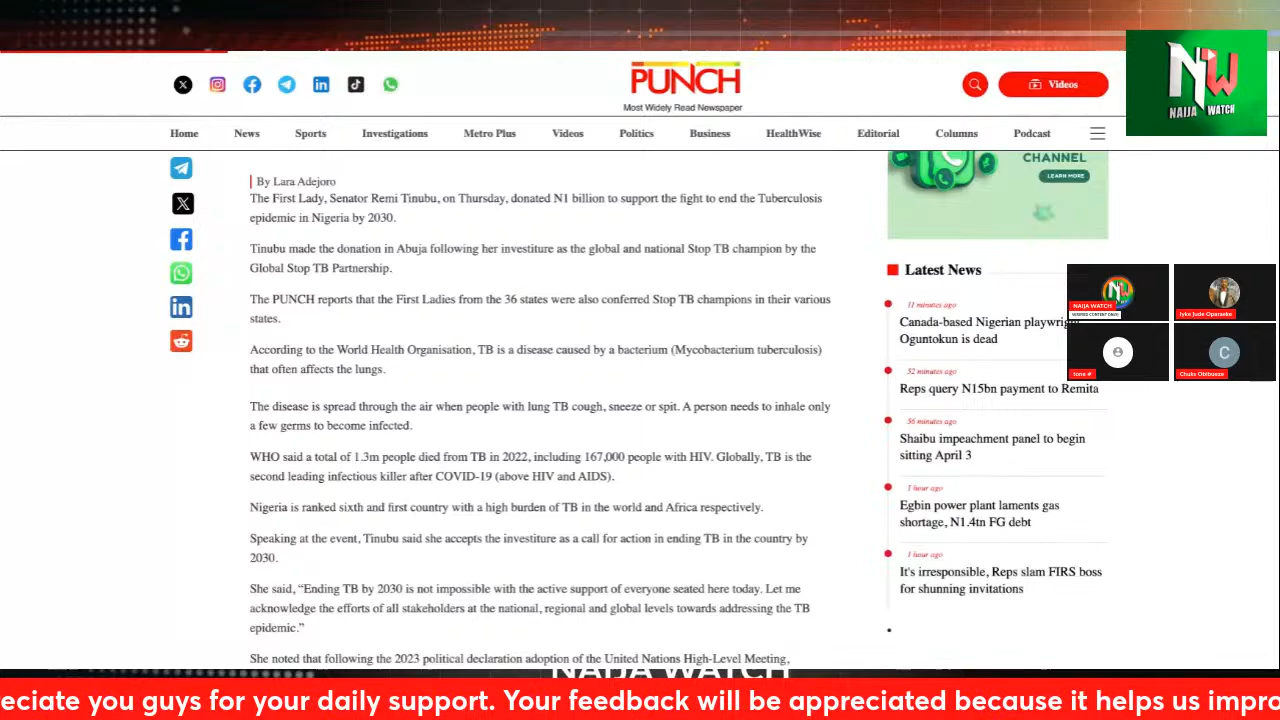 PUNCH
Most Widely Read Newspaper
Videos
NW
NAIJA WATCH
Home News Sports Investigations Metro Plus Videos Politics Business HealthWise Editorial Columns Podcast
By Lara Adejoro
The First Lady, Senator Remi Tinubu, on Thursday, donated N1 billion to support the fight to end the Tuberculosis
epidemic in Nigeria by 2030.
Tinubu made the donation in Abuja following her investiture as the global and national Stop TB champion by the
Global Stop TB Partnership.
The PUNCH reports that the First Ladies from the 36 states were also conferred Stop TB champions in their various
states.
According to the World Health Organisation, TB is a disease caused by a bacterium (Mycobacterium tuberculosis)
that often affects the lungs.
The disease is spread through the air when people with lung TB cough, sneeze or spit. A person needs to inhale only
a few germs to become infected.
WHO said a total of 1.3m people died from TB in 2022, including 167,000 people with HIV. Globally, TB is the
second leading infectious killer after COVID-19 (above HIV and AIDS).
Nigeria is ranked sixth and first country with a high burden of TB in the world and Africa respectively.
Speaking at the event, Tinubu said she accepts the investiture as a call for action in ending TB in the country by
2030.
She said, “Ending TB by 2030 is not impossible with the active support of everyone seated here today. Let me
acknowledge the efforts of all stakeholders at the national, regional and global levels towards addressing the TB
epidemic.”
She noted that following the 2023 political declaration adoption of the United Nations High-Level Meeting,
CHANNEL
LEARN MORE
Latest News
11 minutes ago
Canada-based Nigerian playwrig
Oguntokun is dead
52 minutes ago
Reps query N15bn payment to Remita
56 minutes ago
Shaibu impeachment panel to begin
sitting April 3
1 hour ago
Egbin power plant laments gas
shortage, N1.4tn FG debt
1 hour ago
It's irresponsible, Reps slam FIRS boss
for shunning invitations
NAIJA WATCH
Iyke Jude Oparaeke
tons-#
C
Chuks Obibueze
NAIJA WATCH
eciate you guys for your daily support. Your feedback will be appreciated because it helps us impro